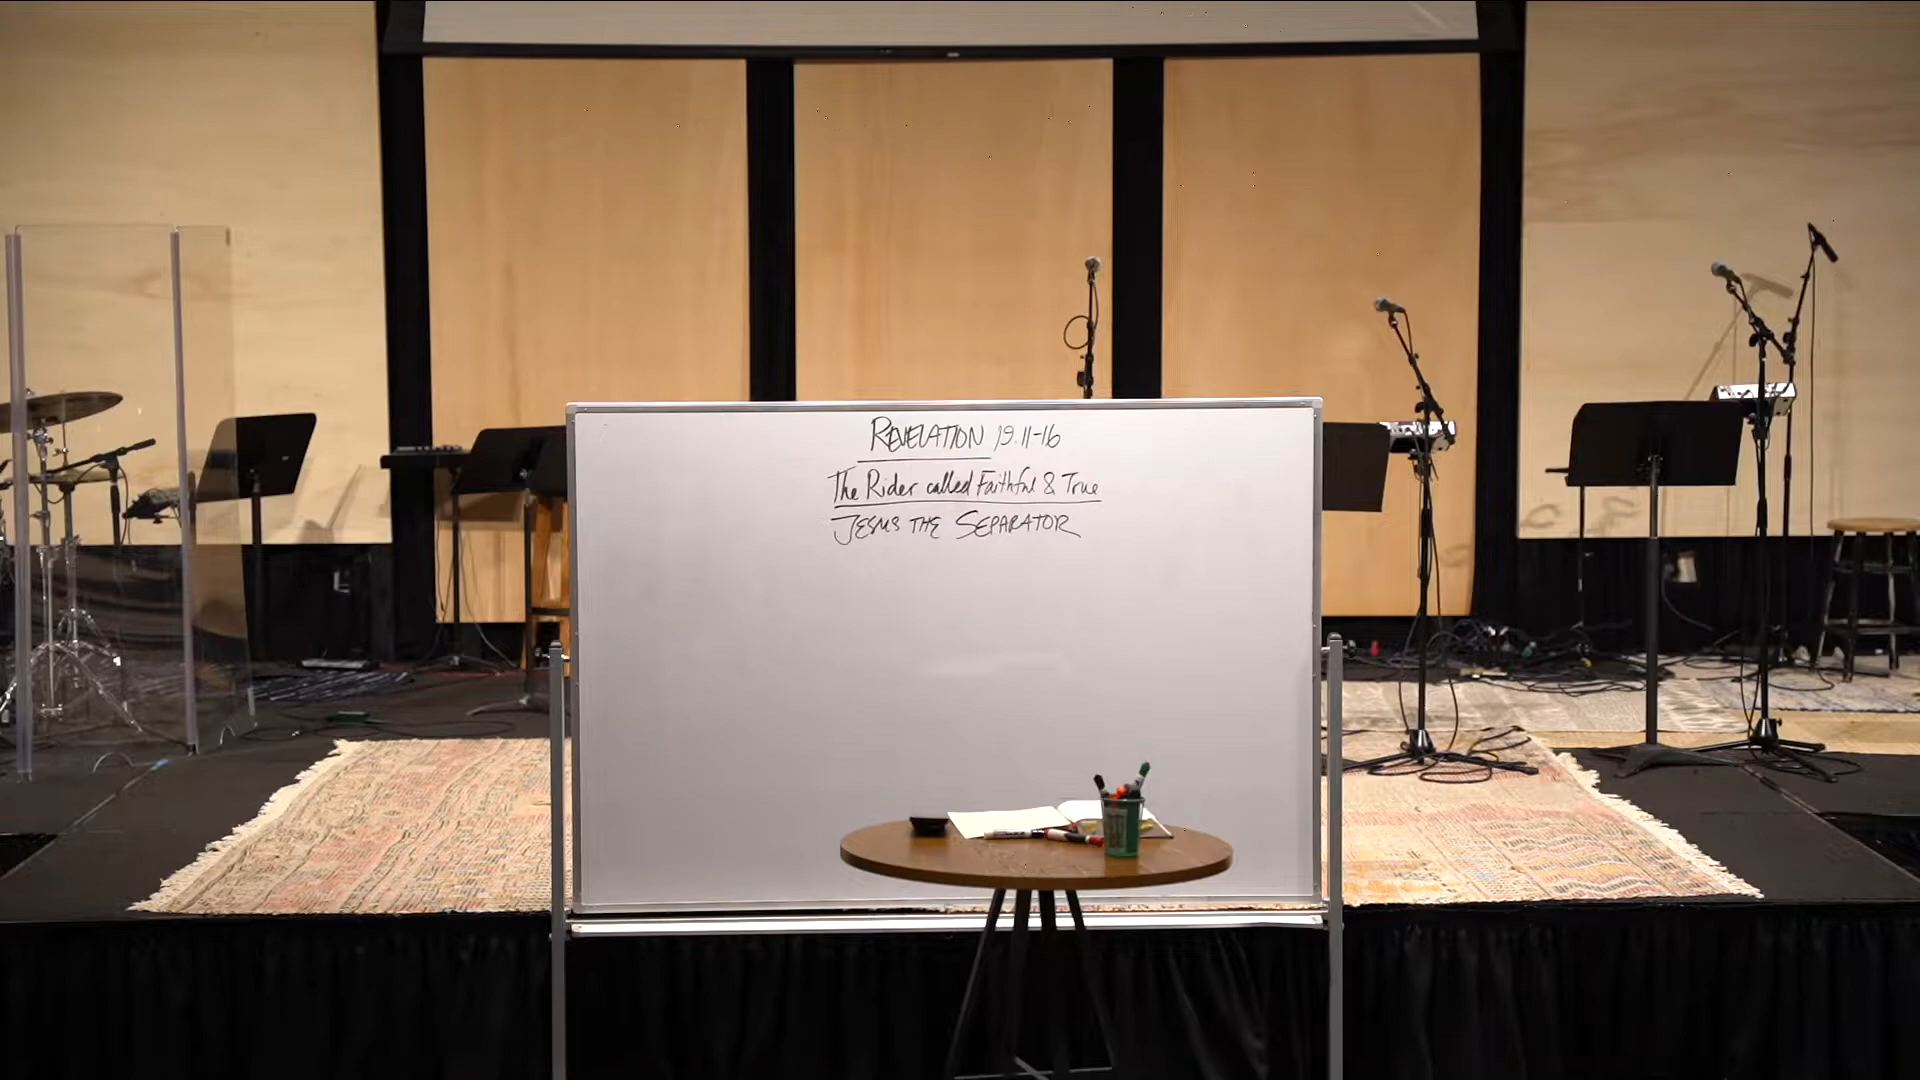 REVELATION 19.11-16
The Rider called Faithful & True
JESUS THE SEPARATOR